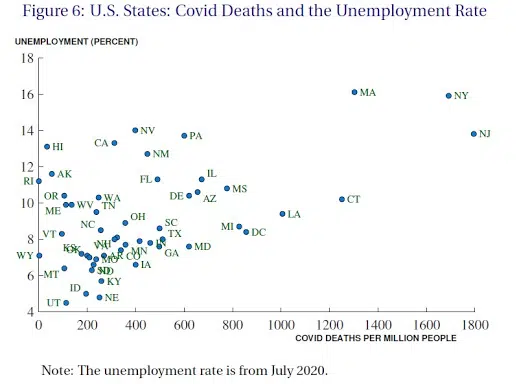 Figure 6: U.S. States: Covid Deaths and the Unemployment Rate
UNEMPLOYMENT (PERCENT)
18
MA
16
NY
14
NV
PA
NJ
CA
HI
NM
12
AK
IL
RI
FL
MS
OR
WA
DE
AZ
CT
10
ME
WV
TN
LA
OH
NC
SC
MI
DC
VT
TX
8
NH
MD
WY
KS
MN
GA
AR
CO
MO
MT
IA
6
KY
ID
UT
NE
4
0
200
400
600
800
1000
1200
1400
1600
1800
COVID DEATHS PER MILLION PEOPLE
Note: The unemployment rate is from July 2020.